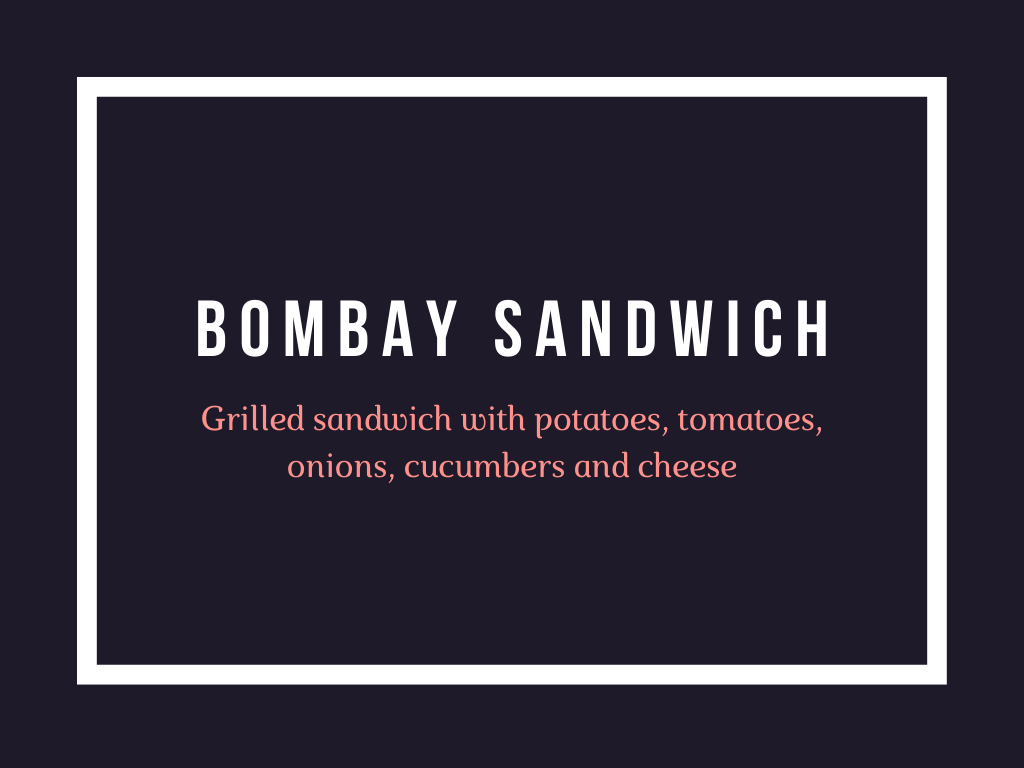 BOMBAY SANDWICH
Grilled sandwich with potatoes, tomatoes,
onions, cucumbers and cheese